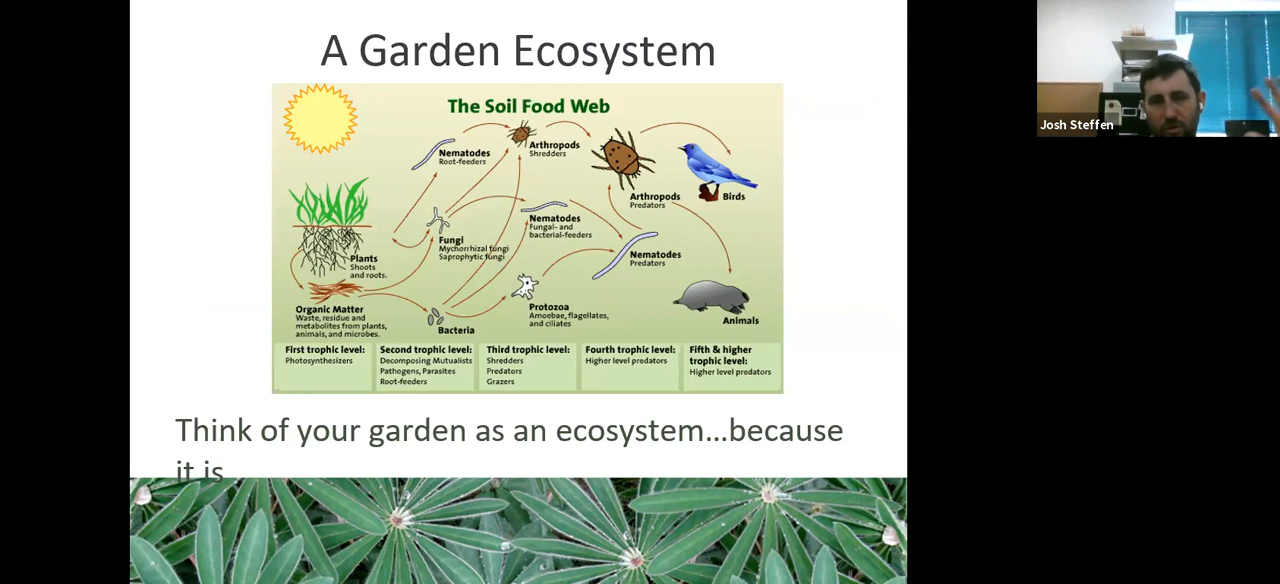 A Garden Ecosystem
The Soil Food Web
Nematodes
Root-feeders
Arthropods
Shredders
Arthropods
Predators
Birds
Plants
Shoots
and roots.
Fungi
Mychorrhizal fungi
Saprophytic fungi
Nematodes
Fungal- and
bacterial-feeders
Nematodes
Predators
Organic Matter
Waste, residue and
metabolites from plants,
animals, and microbes.
Bacteria
Protozoa
Amoebae, flagellates,
and ciliates
Animals
First trophic level:
Photosynthesizers
Second trophic level:
Decomposing Mutualists
Pathogens, Parasites
Root-feeders
Third trophic level:
Shredders
Predators
Grazers
Fourth trophic level:
Higher level predators
Fifth & higher
trophic level:
Higher level predators
Think of your garden as an ecosystem...because
it is
Josh Steffen